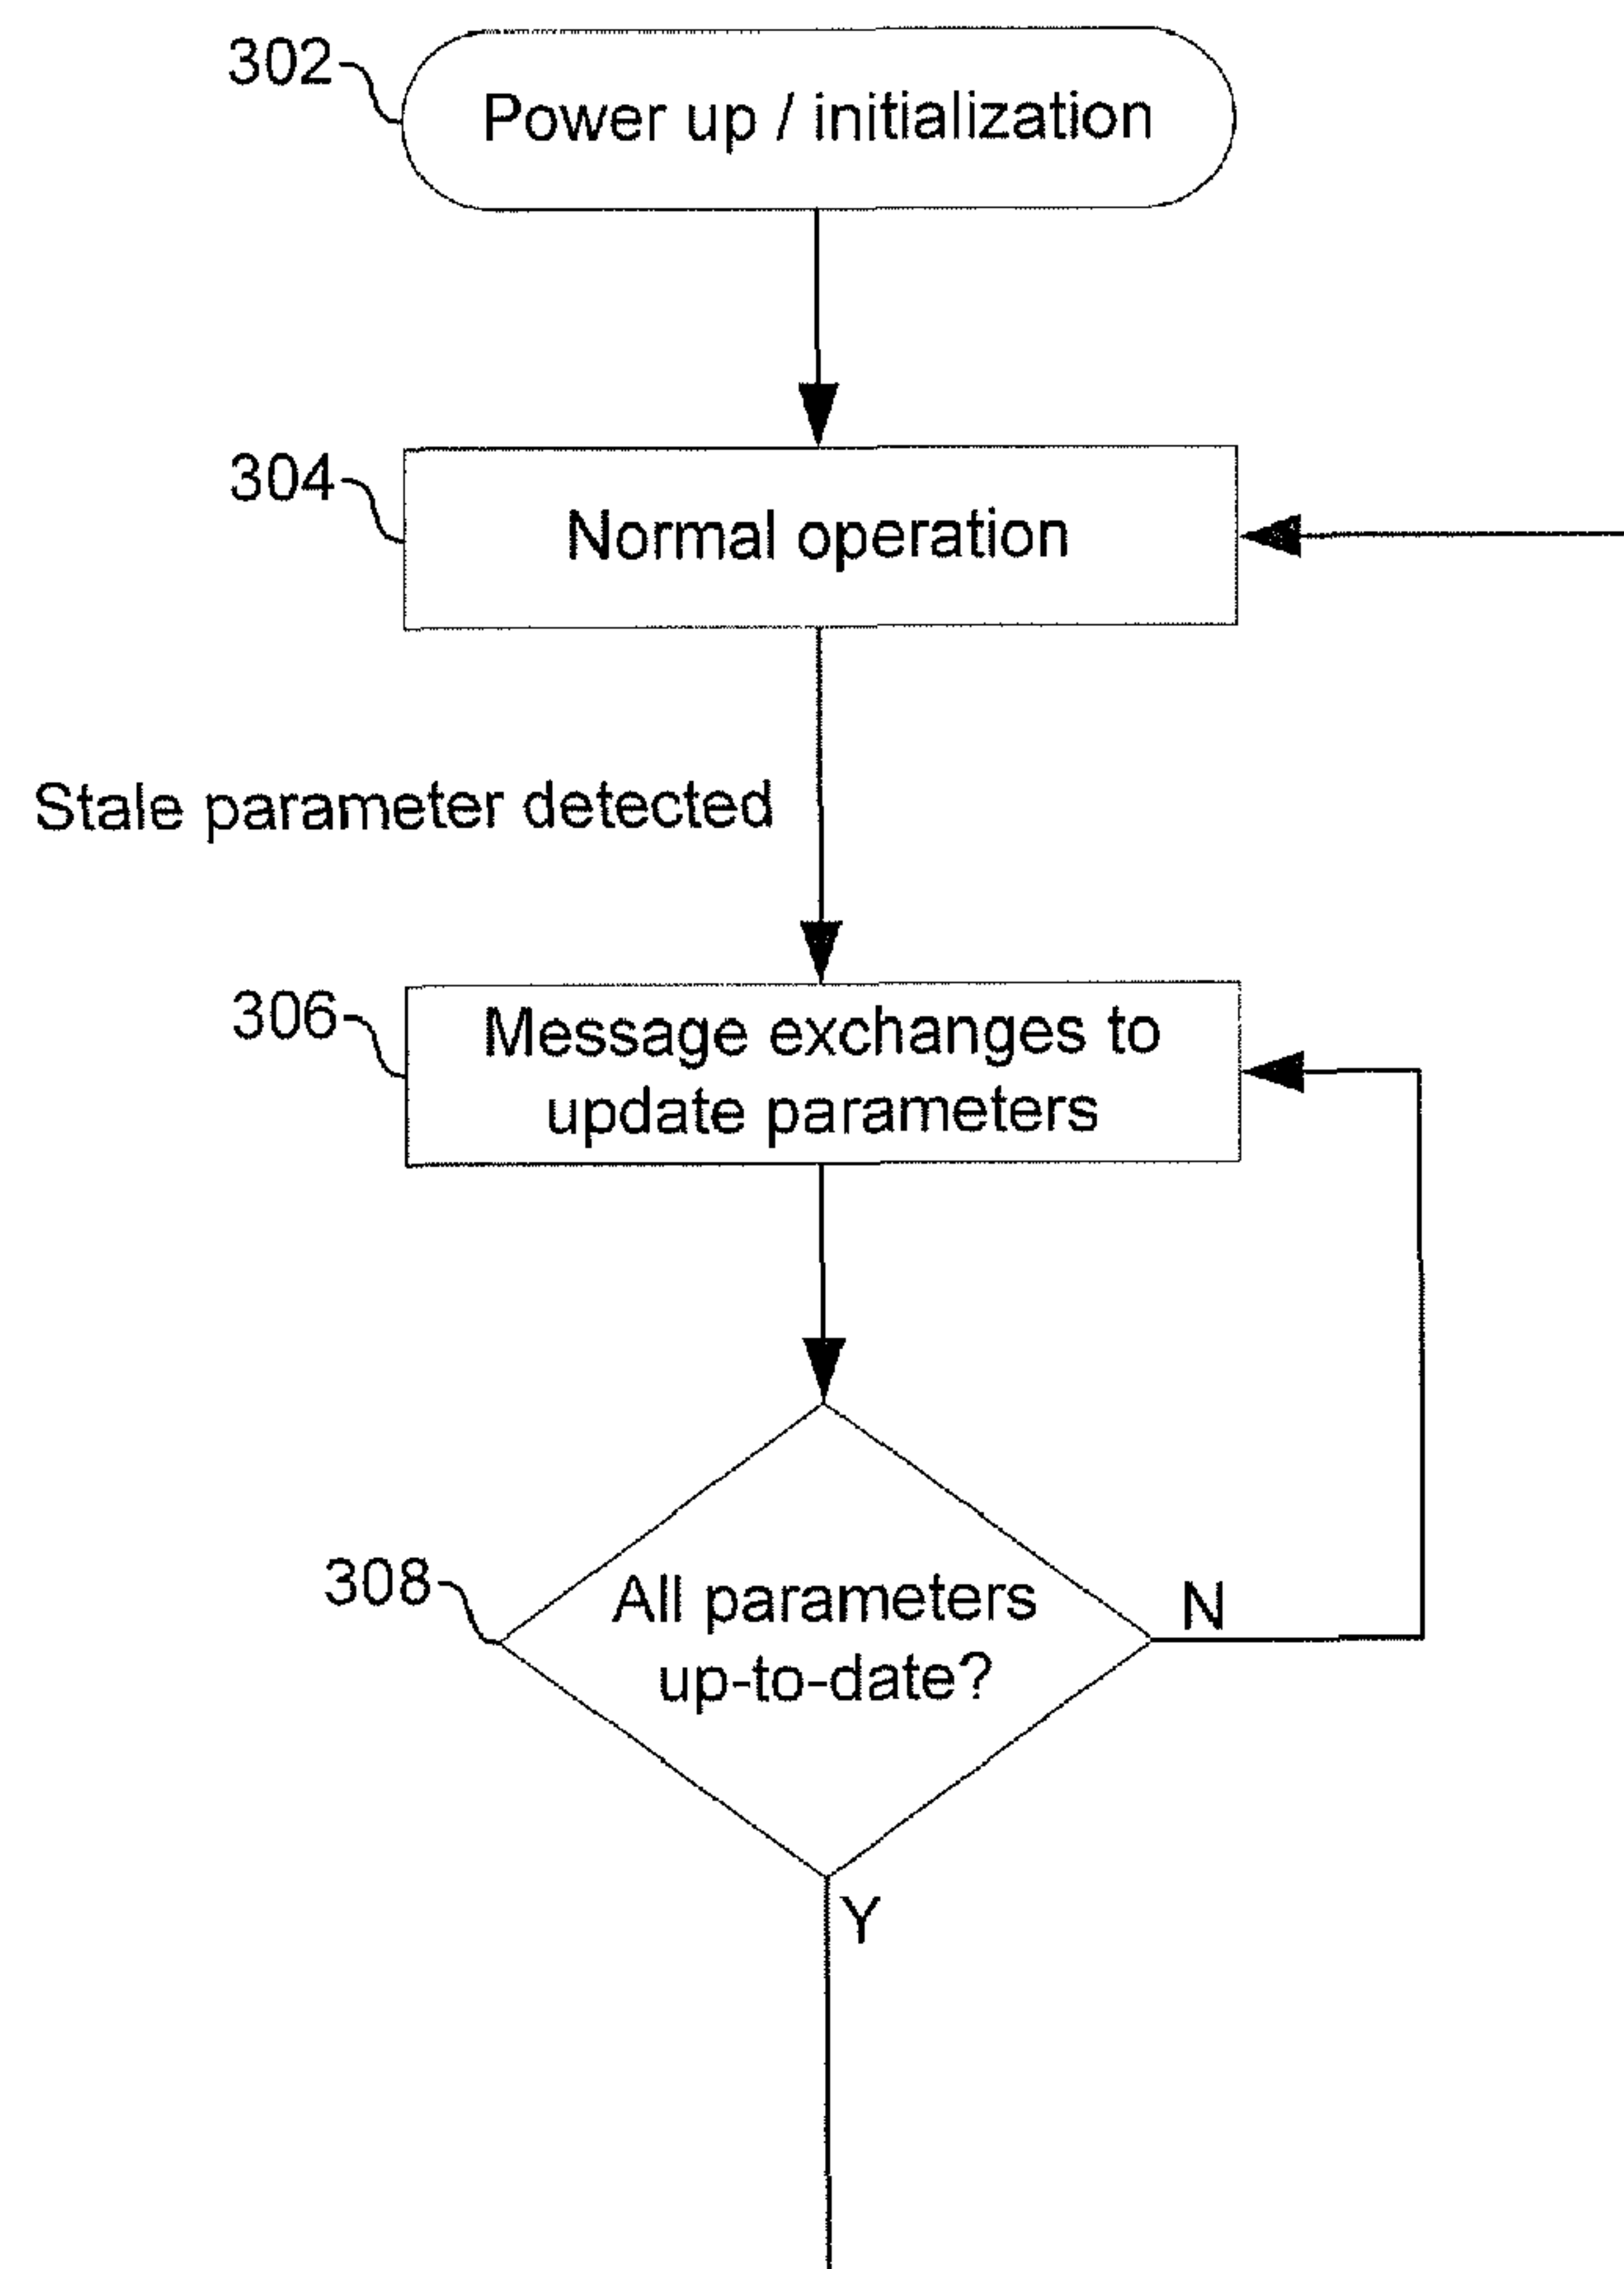 302
Power up / initialization
304
Normal operation
Stale parameter detected
306
Message exchanges to
update parameters
308
All parameters
up-to-date?
N
Y